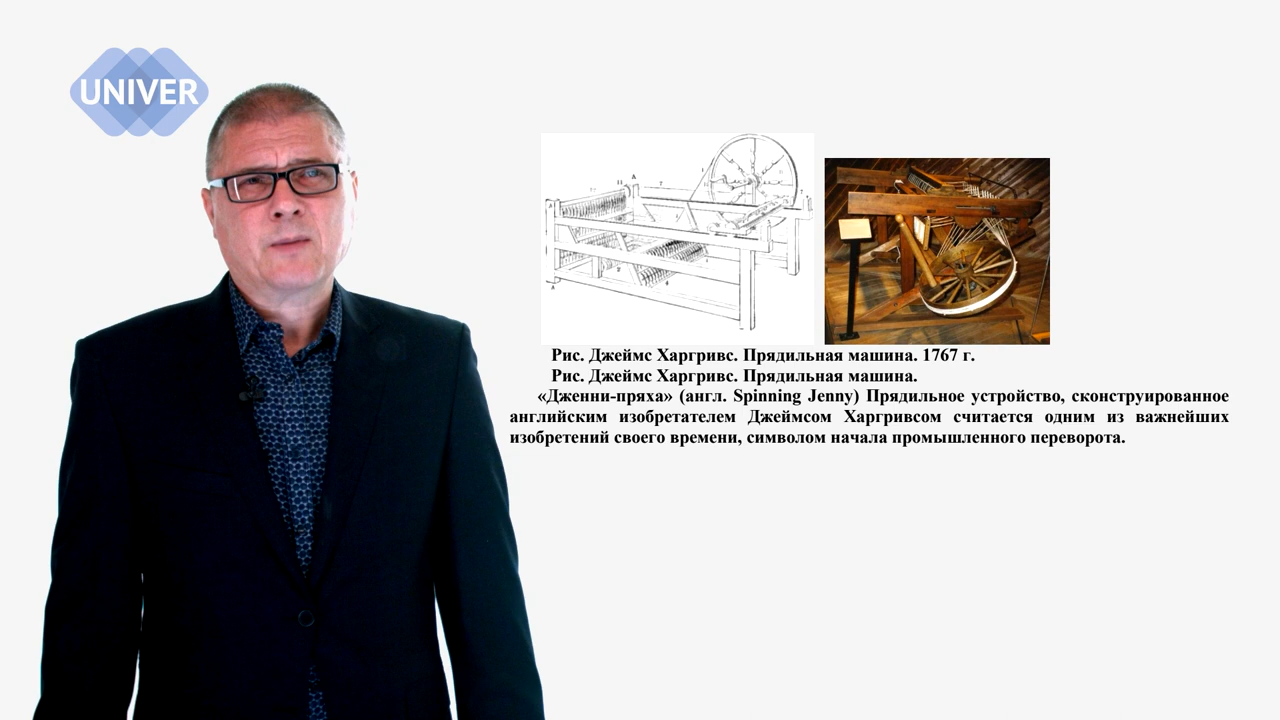 UNIVER
Рис. Джеймс Харгривс. Прядильная машина. 1767 г.
Рис. Джеймс Харгривс. Прядильная машина.
«Дженни-пряха» (англ. Spinning Jenny) Прядильное устройство, сконструированное
английским изобретателем Джеймсом Харгривсом считается одним из важнейших
изобретений своего времени, символом начала промышленного переворота.